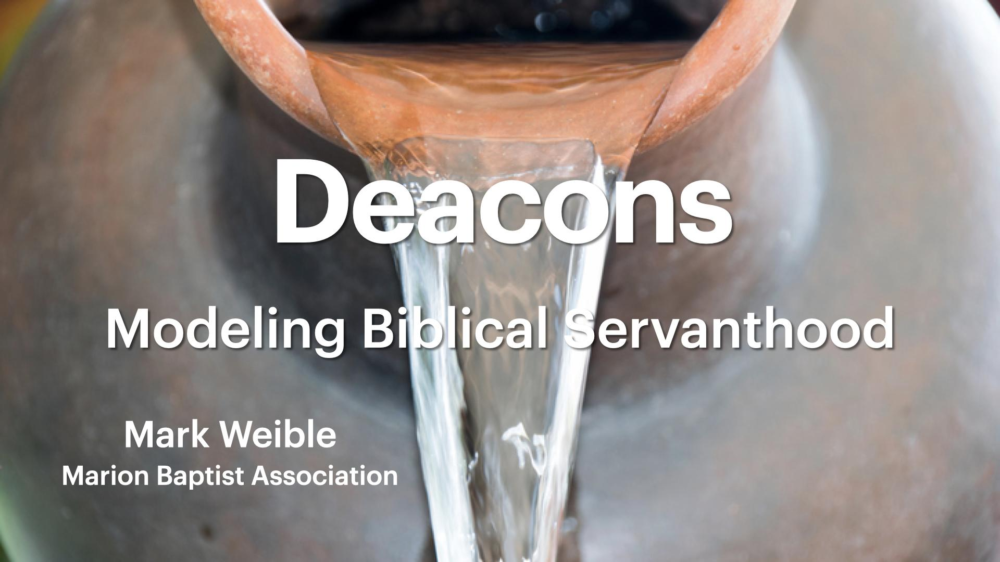 Deacons
Modeling Biblical Servanthood
Mark Weible
Marion Baptist Association